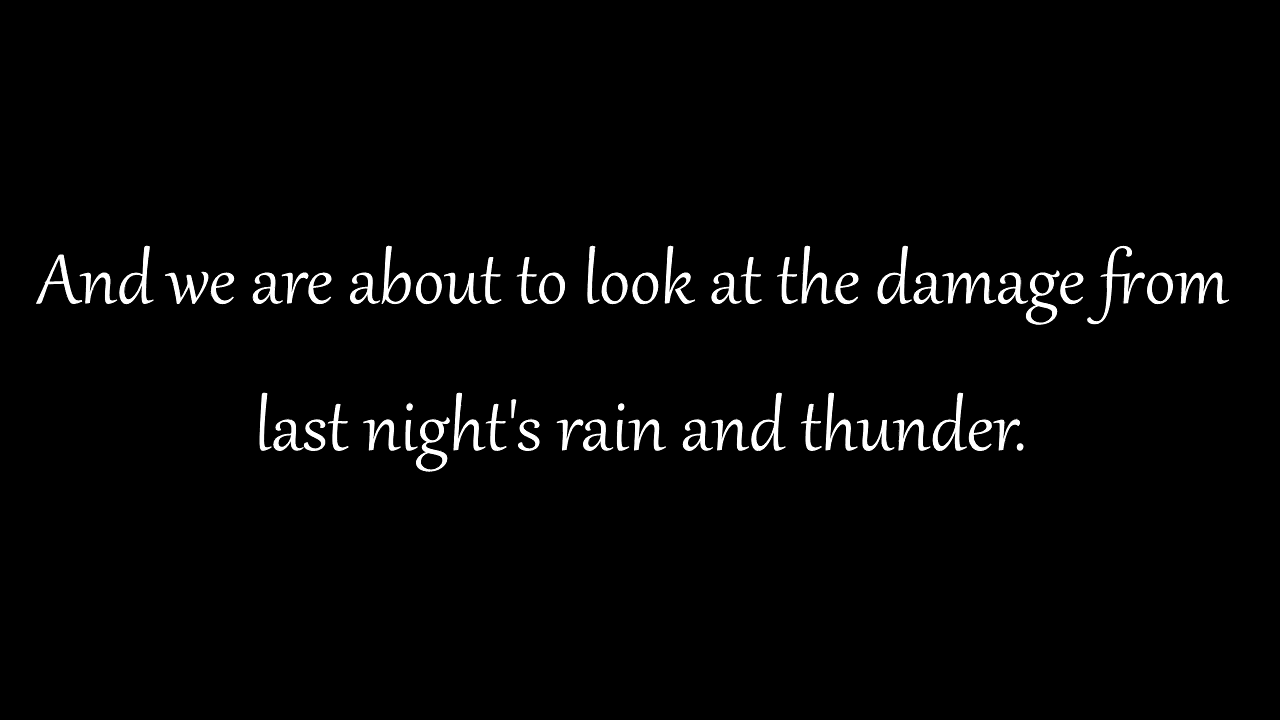 And we are about to look at the damage from
last night's rain and thunder.